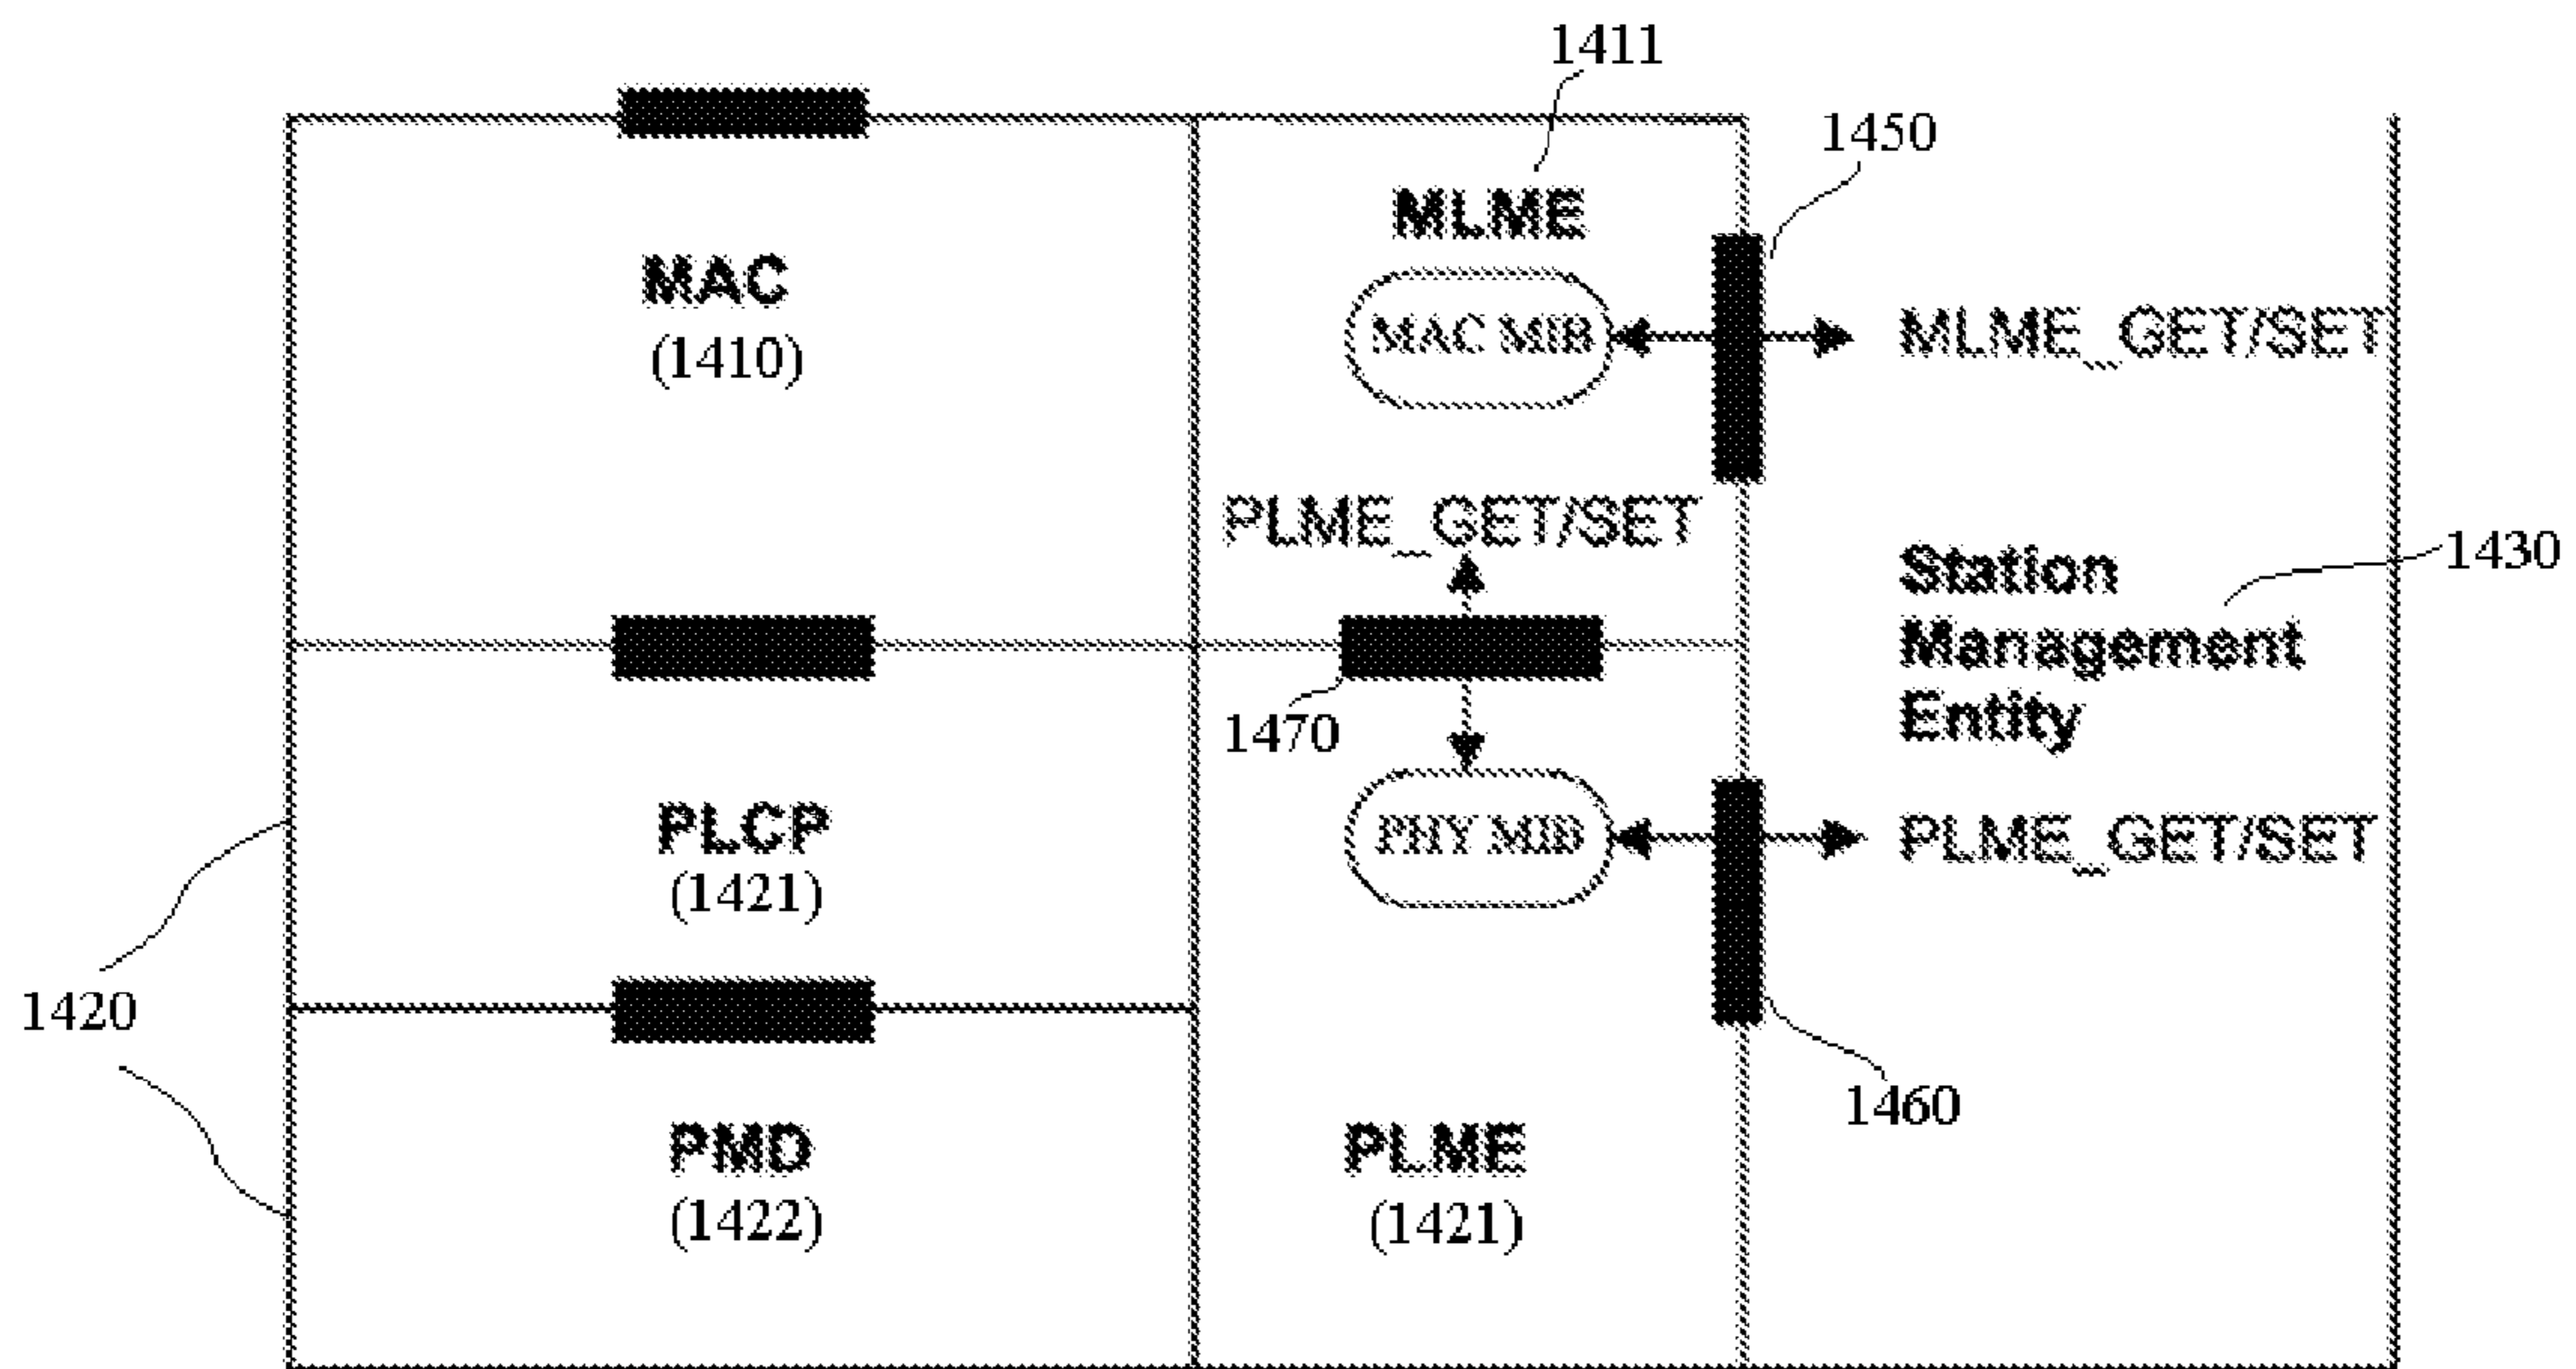 1411
1450
MLME
MAC
(1410)
MAC MIB
MLME_GET/SET
PLME_GET/SET
Station
Management
Entity
1430
1470
PLCP
(1421)
PHY MIB
PLME_GET/SET
1420
1460
PMD
(1422)
PLME
(1421)